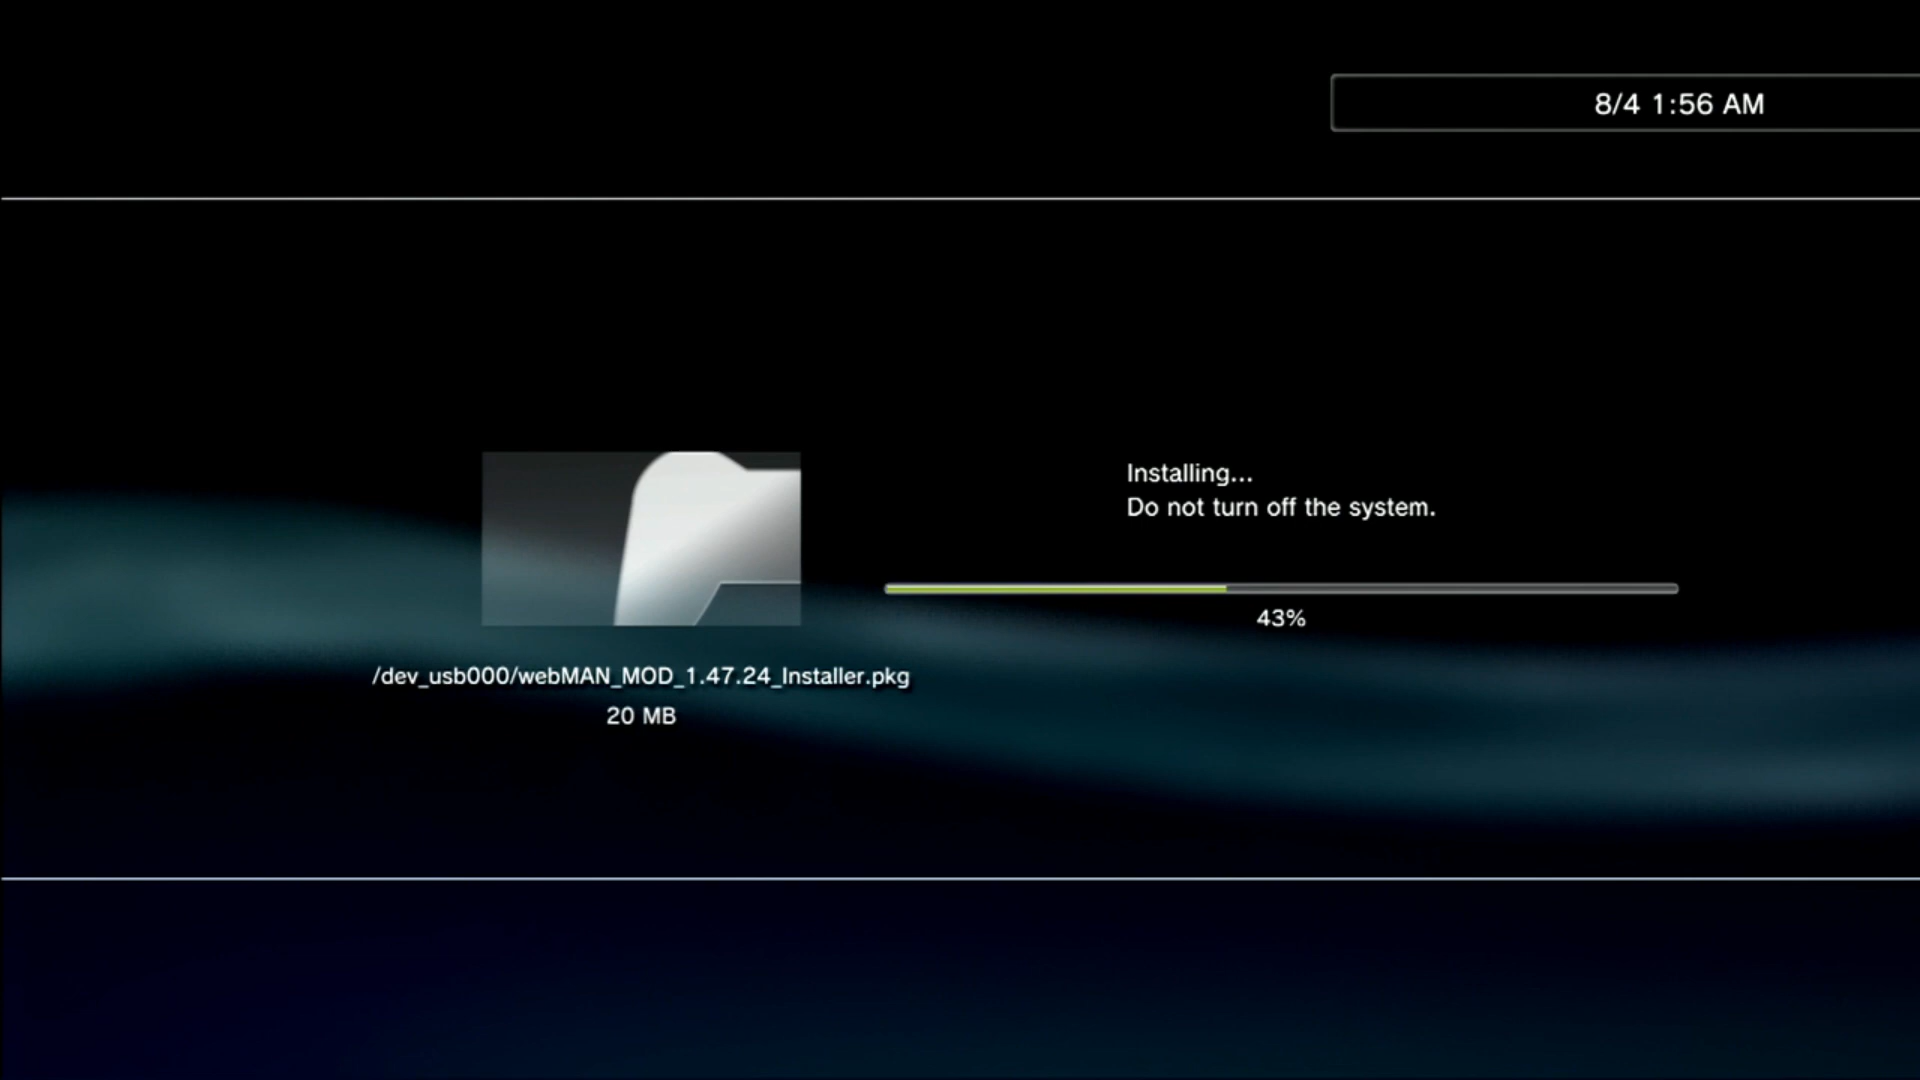 8/4 1:56 AM
Installing...
Do not turn off the system.
43%
/dev_usb000/webMAN_MOD_1.47.24_Installer.pkg
20 MB